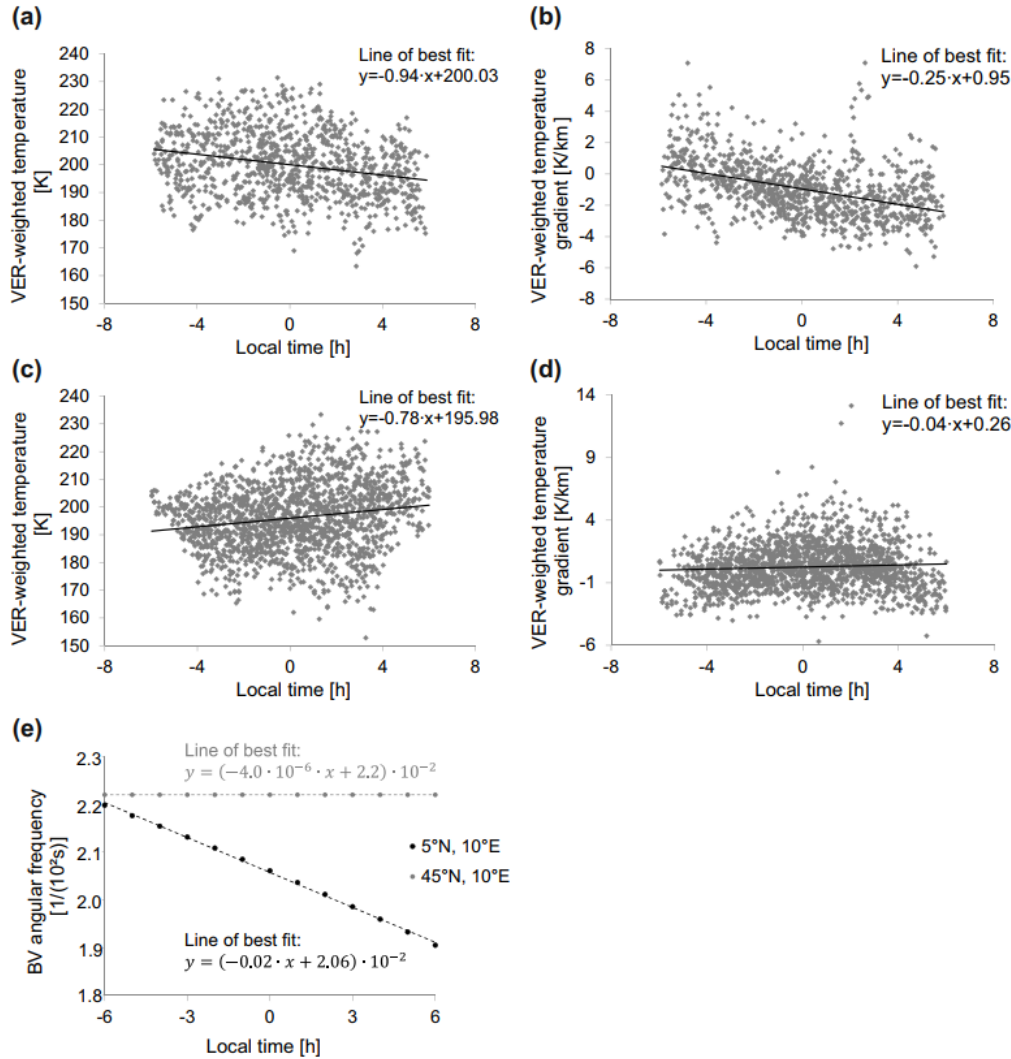 (a)
Line of best fit:
y=-0.94·x+200.03
VER-weighted temperature
[K]
240
230
220
210
200
190
180
170
160
150
-8
-4
0
4
8
Local time [h]
(b)
Line of best fit:
y=-0.25·x+0.95
VER-weighted temperature
gradient [K/km]
8
6
4
2
0
-2
-4
-6
-8
-8
-4
0
4
8
Local time [h]
(c)
Line of best fit:
y=-0.78·x+195.98
VER-weighted temperature
[K]
240
230
220
210
200
190
180
170
160
150
-8
-4
0
4
8
Local time [h]
(d)
Line of best fit:
y=-0.04·x+0.26
VER-weighted temperature
gradient [K/km]
14
9
4
-1
-6
-8
-4
0
4
8
Local time [h]
(e)
Line of best fit:
y = (−4.0 · 10⁻⁶ · x + 2.2) · 10⁻²
BV angular frequency
[1/(10²s)]
2.3
2.2
2.1
2.0
1.9
1.8
5°N, 10°E
45°N, 10°E
Line of best fit:
y = (−0.02 · x + 2.06) · 10⁻²
-6
-3
0
3
6
Local time [h]